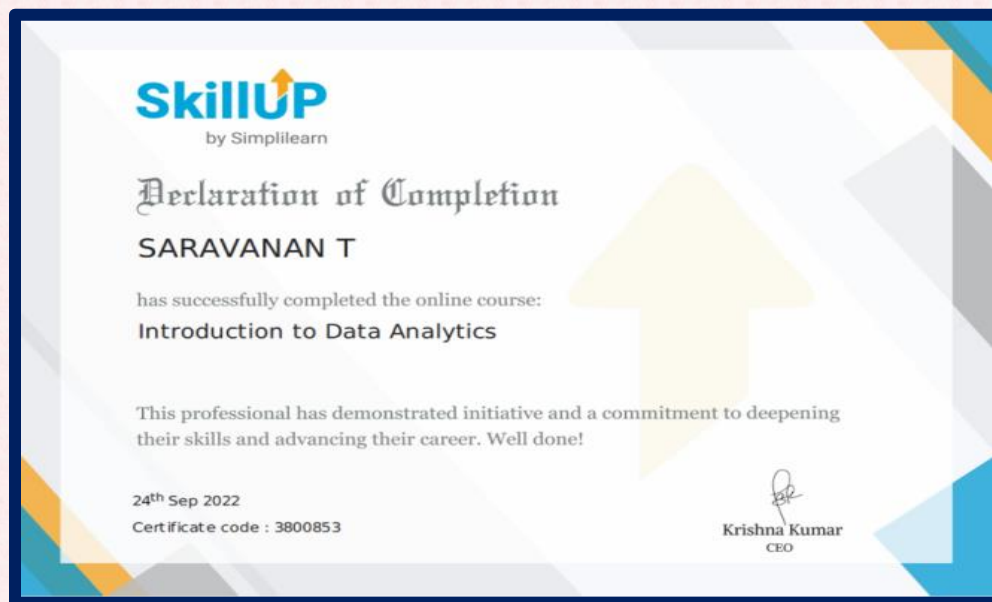 SkillUP
by Simplilearn
Declaration of Completion
SARAVANAN T
has successfully completed the online course:
Introduction to Data Analytics
This professional has demonstrated initiative and a commitment to deepening
their skills and advancing their career. Well done!
24th Sep 2022
Certificate code : 3800853
Krishna Kumar
CEO